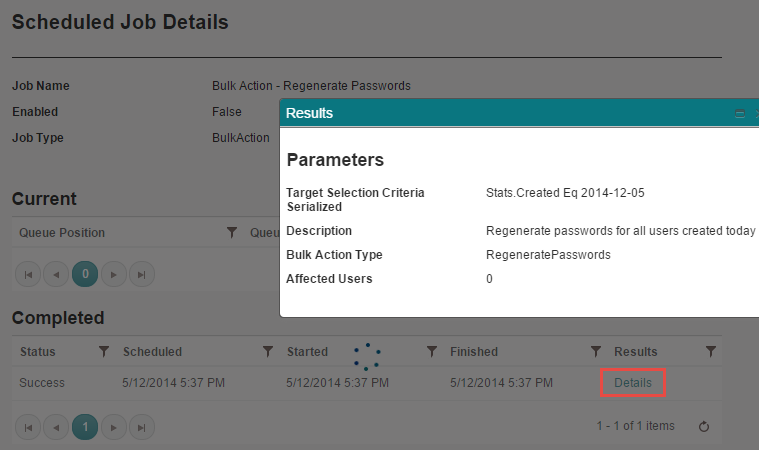 Scheduled Job Details
Job Name Bulk Action - Regenerate Passwords
Enabled False
Job Type BulkAction
Results
Parameters
Target Selection Criteria Serialized Stats.Created Eq 2014-12-05
Description Regenerate passwords for all users created today
Bulk Action Type RegeneratePasswords
Affected Users 0
Current
Queue Position Queu
0
Completed
Status Scheduled Started Finished Results
Success 5/12/2014 5:37 PM 5/12/2014 5:37 PM 5/12/2014 5:37 PM Details
1 1 - 1 of 1 items